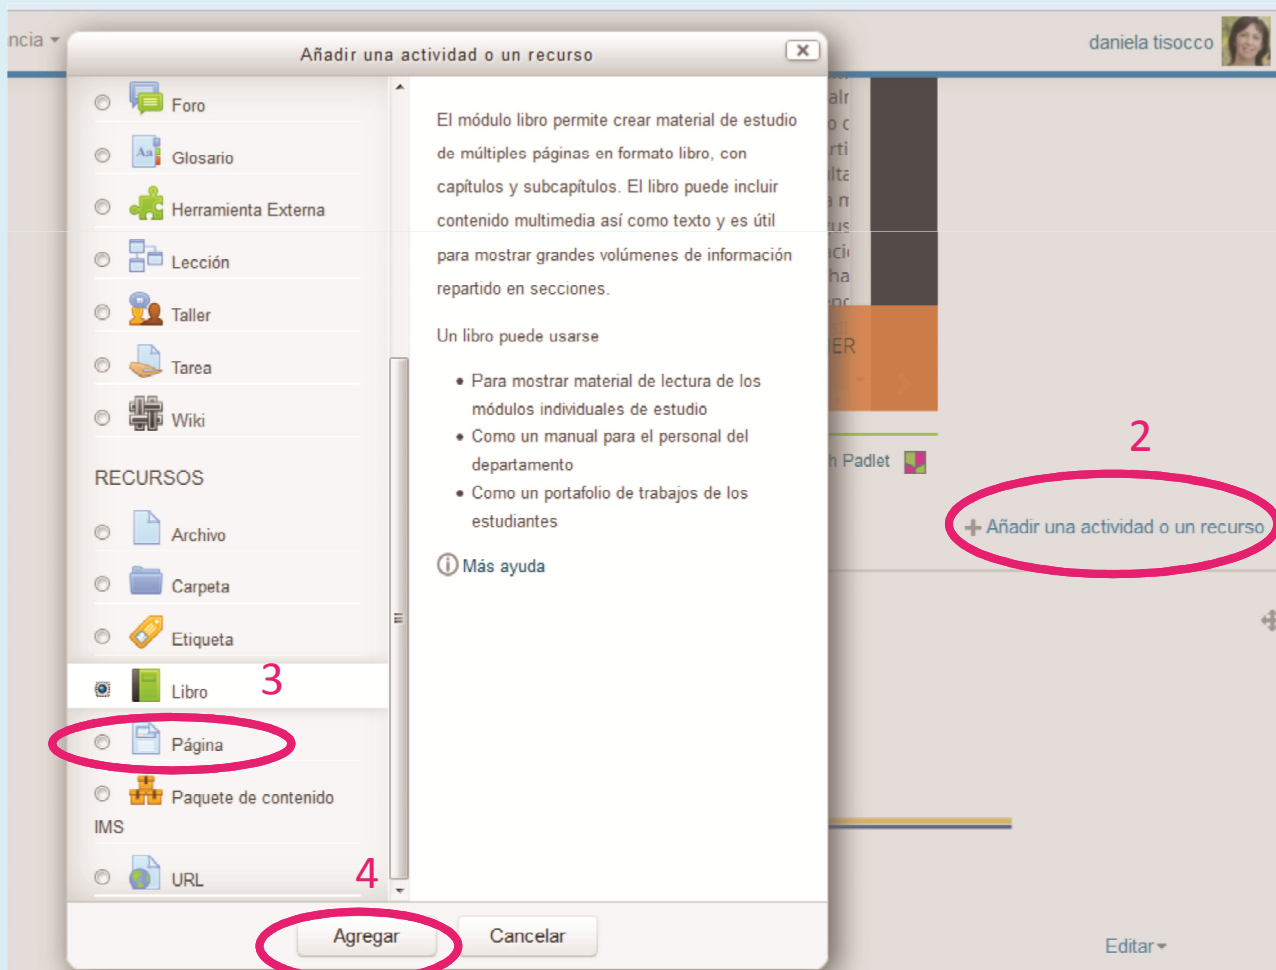 ncia
daniela tisocco
Añadir una actividad o un recurso
Foro
Glosario
Herramienta Externa
Lección
Taller
Tarea
Wiki
RECURSOS
Archivo
Carpeta
Etiqueta
Libro
3
Página
Paquete de contenido
IMS
URL
4
El módulo libro permite crear material de estudio
de múltiples páginas en formato libro, con
capítulos y subcapítulos. El libro puede incluir
contenido multimedia así como texto y es útil
para mostrar grandes volúmenes de información
repartido en secciones.
Un libro puede usarse
• Para mostrar material de lectura de los
módulos individuales de estudio
• Como un manual para el personal del
departamento
• Como un portafolio de trabajos de los
estudiantes
Más ayuda
Agregar
Cancelar
ER
h Padlet
2
Añadir una actividad o un recurso
Editar